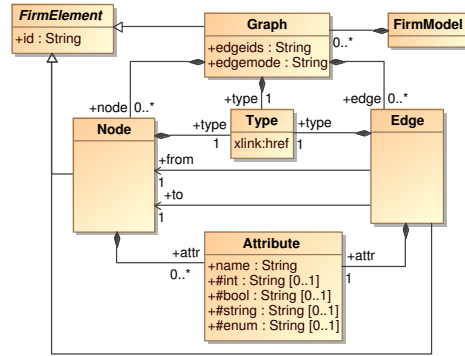 FirmElement
+id : String
Graph
+edgeids : String
+edgemode : String
FirmModel
0..*
+node
0..*
+type
1
+edge
0..*
Node
+type
1
Type
xlink:href
+type
1
Edge
+from
1
+to
1
+attr
0..*
Attribute
+name : String
+#int : String [0..1]
+#bool : String [0..1]
+#string : String [0..1]
+#enum : String [0..1]
+attr
1